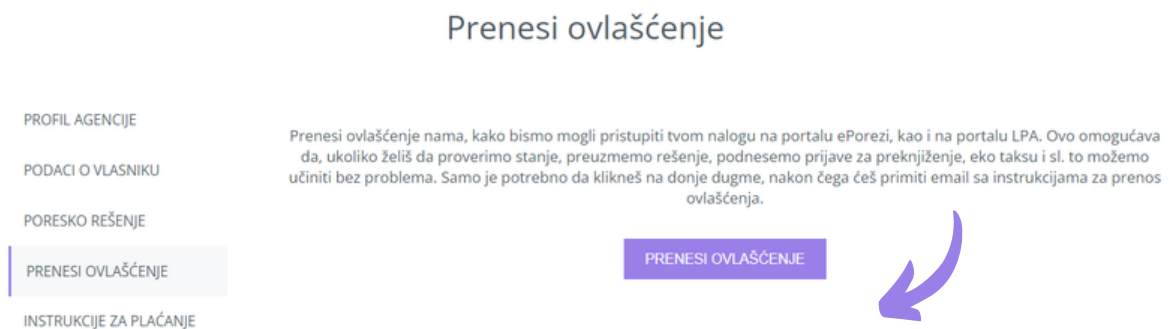 Prenesi ovlašćenje
PROFIL AGENCIJE
PODACI O VLASNIKU
PORESKO REŠENJE
PRENESI OVLAŠĆENJE
INSTRUKCIJE ZA PLAĆANJE
Prenesi ovlašćenje nama, kako bismo mogli pristupiti tvom nalogu na portalu ePorezi, kao i na portalu LPA. Ovo omogućava
da, ukoliko želiš da proverimo stanje, preuzmemo rešenje, podnesemo prijave za preknjiženje, eko taksu i sl. to možemo
učiniti bez problema. Samo je potrebno da klikneš na donje dugme, nakon čega ćeš primiti email sa instrukcijama za prenos
ovlašćenja.
PRENESI OVLAŠĆENJE